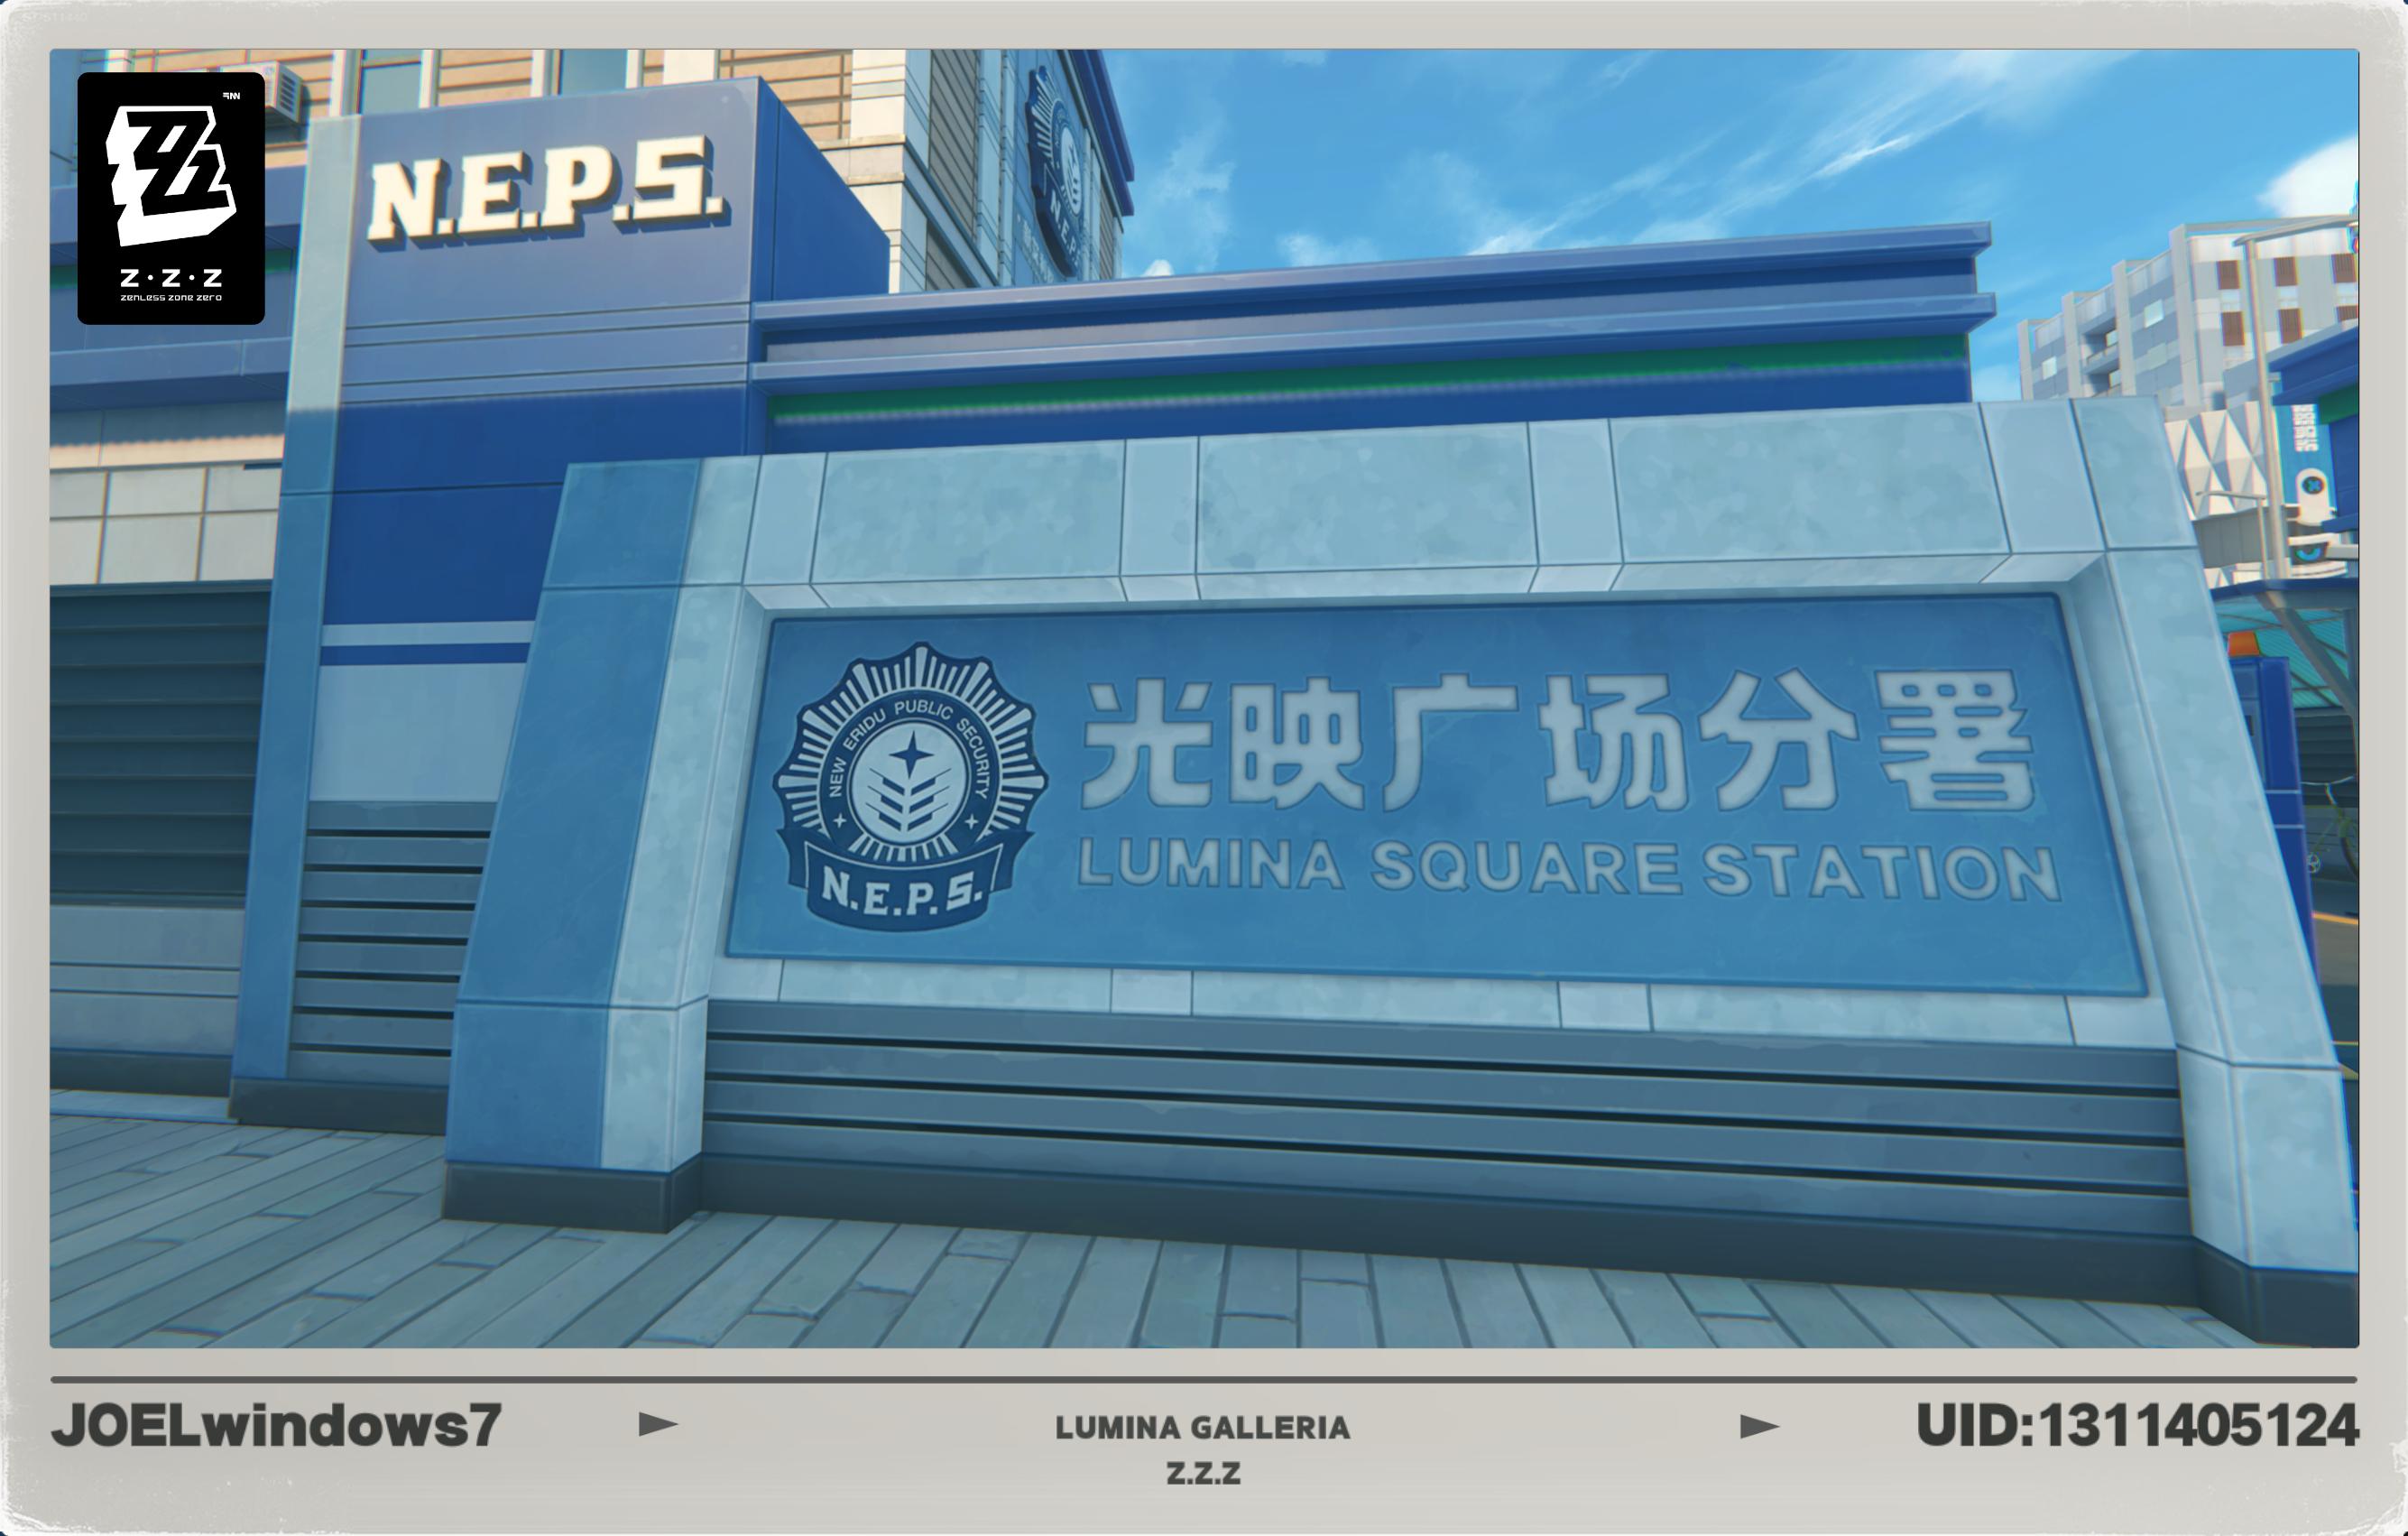 Z·Z·Z
ZENLESS ZONE ZERO
N.E.P.S.
NEW ERIDU PUBLIC SECURITY
N.E.P.S.
光映广场分署
LUMINA SQUARE STATION
JOELwindows7
LUMINA GALLERIA
Z.Z.Z
UID:1311405124